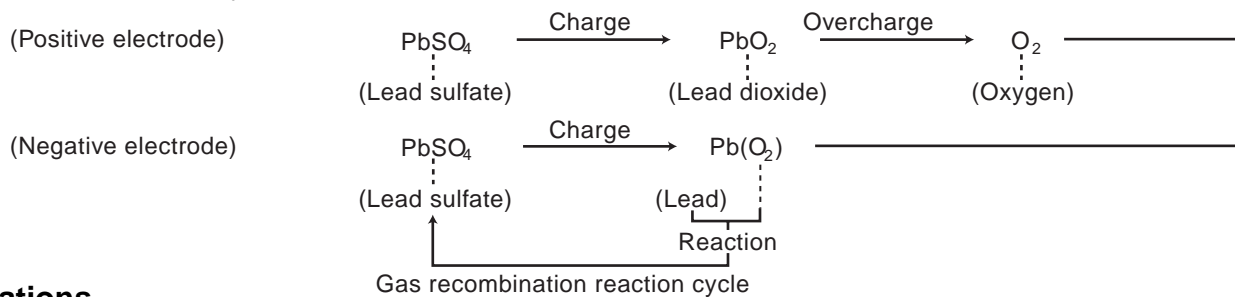 Charge Overcharge
(Positive electrode) PbSO4 PbO2 O2
(Lead sulfate) (Lead dioxide) (Oxygen)
Charge
(Negative electrode) PbSO4 Pb(O2)
(Lead sulfate) (Lead)
Reaction
Gas recombination reaction cycle